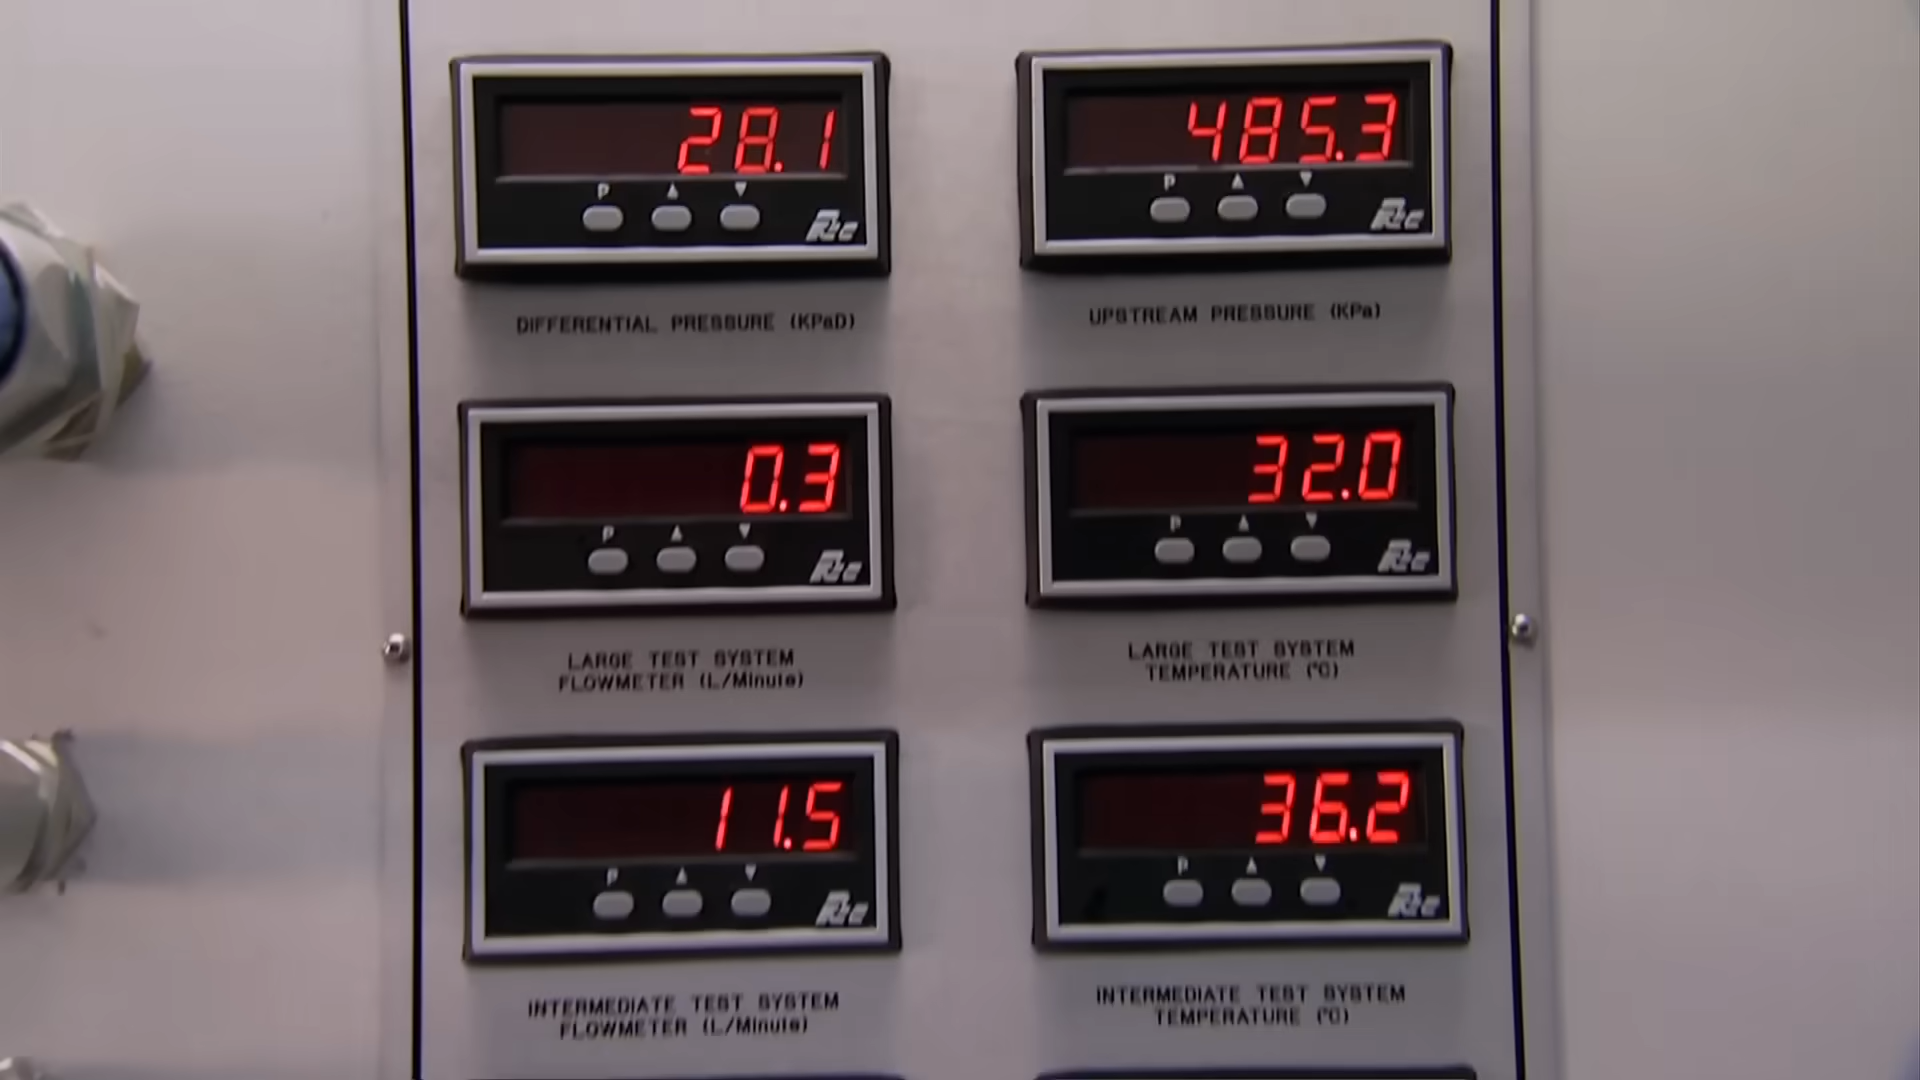 28.1
P ▲ ▼
DIFFERENTIAL PRESSURE (KPaD)
485.3
P ▲ ▼
UPSTREAM PRESSURE (KPa)
0.3
P ▲ ▼
LARGE TEST SYSTEM
FLOWMETER (L/Minute)
32.0
P ▲ ▼
LARGE TEST SYSTEM
TEMPERATURE (°C)
11.5
P ▲ ▼
INTERMEDIATE TEST SYSTEM
FLOWMETER (L/Minute)
36.2
P ▲ ▼
INTERMEDIATE TEST SYSTEM
TEMPERATURE (°C)